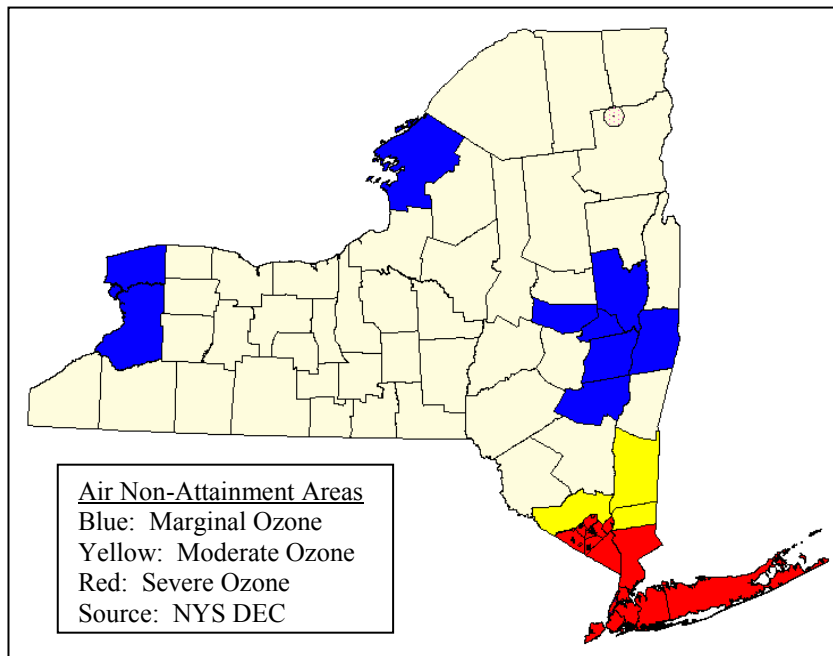 Air Non-Attainment Areas
Blue: Marginal Ozone
Yellow: Moderate Ozone
Red: Severe Ozone
Source: NYS DEC